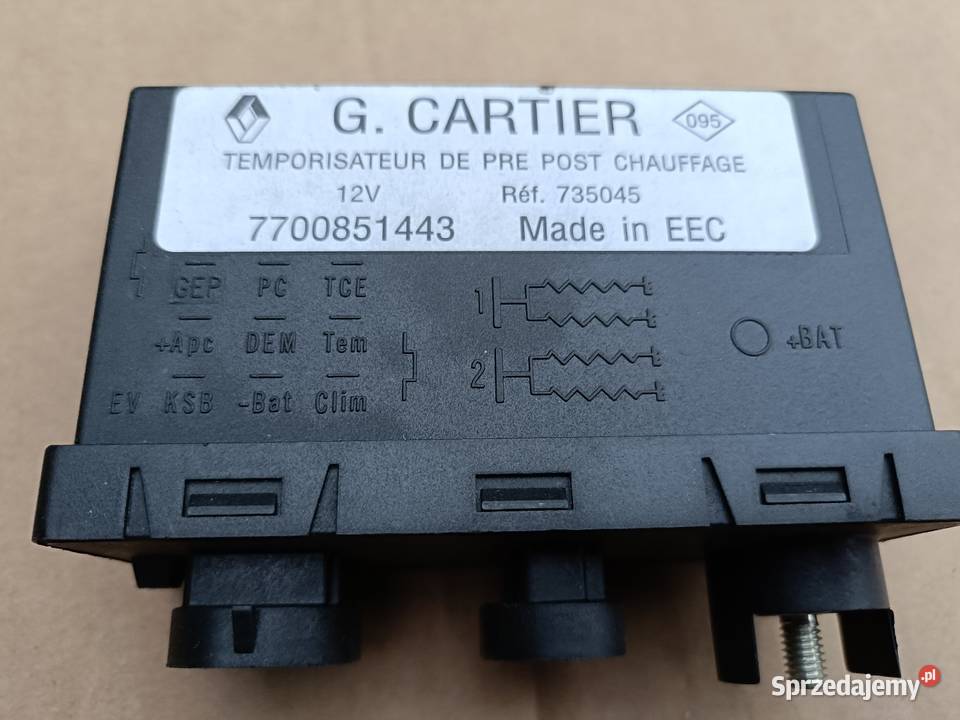 G. CARTIER
095
TEMPORISATEUR DE PRE POST CHAUFFAGE
12V Réf. 735045
7700851443 Made in EEC
GEP PC TCE
+Apc DEM Tem
EV KSB -Bat Clim
1
2
+BAT
Sprzedajemy.pl